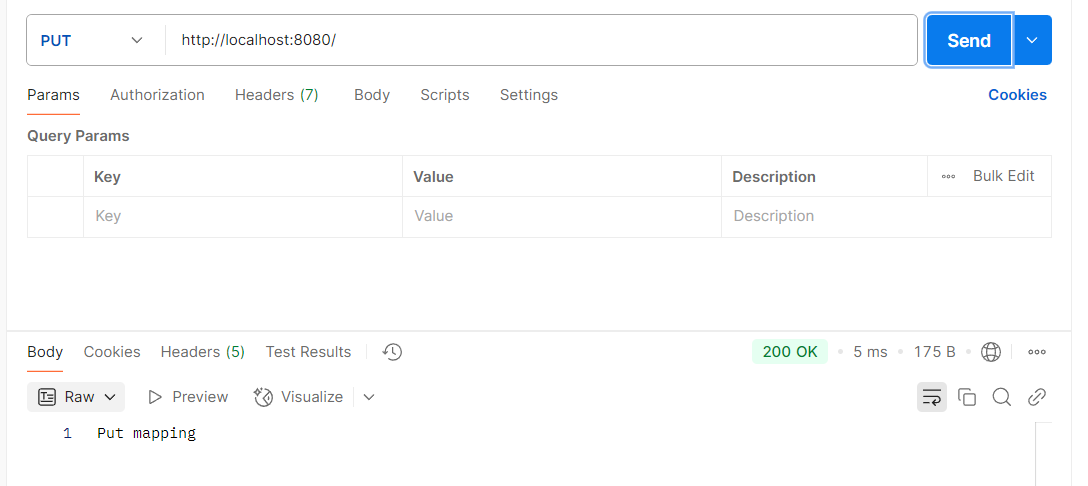 PUT http://localhost:8080/ Send
Params Authorization Headers (7) Body Scripts Settings Cookies
Query Params
Key Value Description Bulk Edit
Key Value Description
Body Cookies Headers (5) Test Results 200 OK 5 ms 175 B
Raw Preview Visualize
1 Put mapping